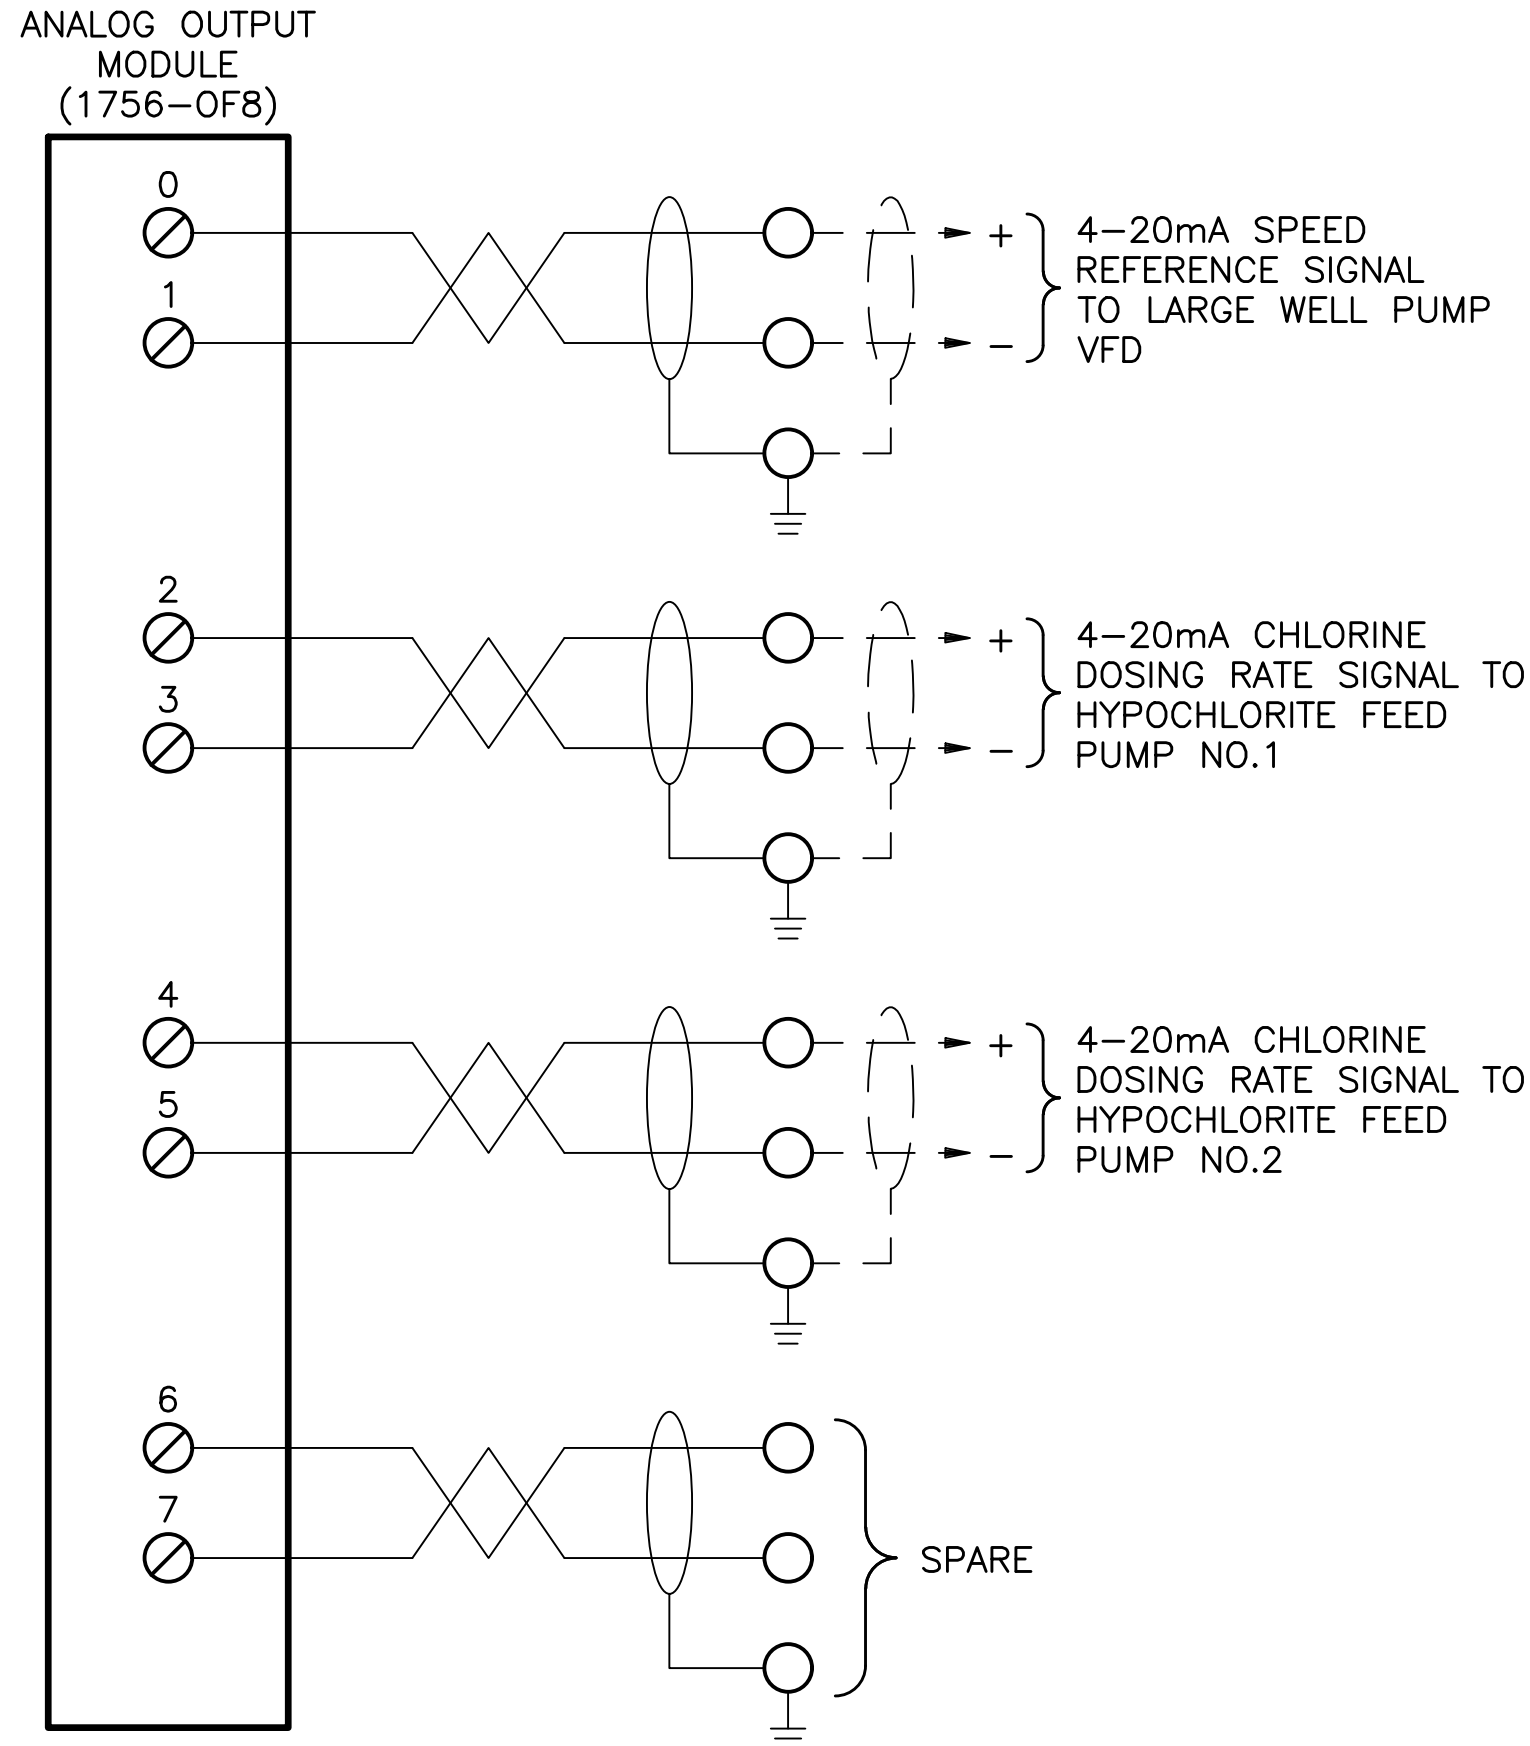 ANALOG OUTPUT
MODULE
(1756-OF8)
0
1
+
-
4-20mA SPEED
REFERENCE SIGNAL
TO LARGE WELL PUMP
VFD
2
3
+
-
4-20mA CHLORINE
DOSING RATE SIGNAL TO
HYPOCHLORITE FEED
PUMP NO.1
4
5
+
-
4-20mA CHLORINE
DOSING RATE SIGNAL TO
HYPOCHLORITE FEED
PUMP NO.2
6
7
SPARE